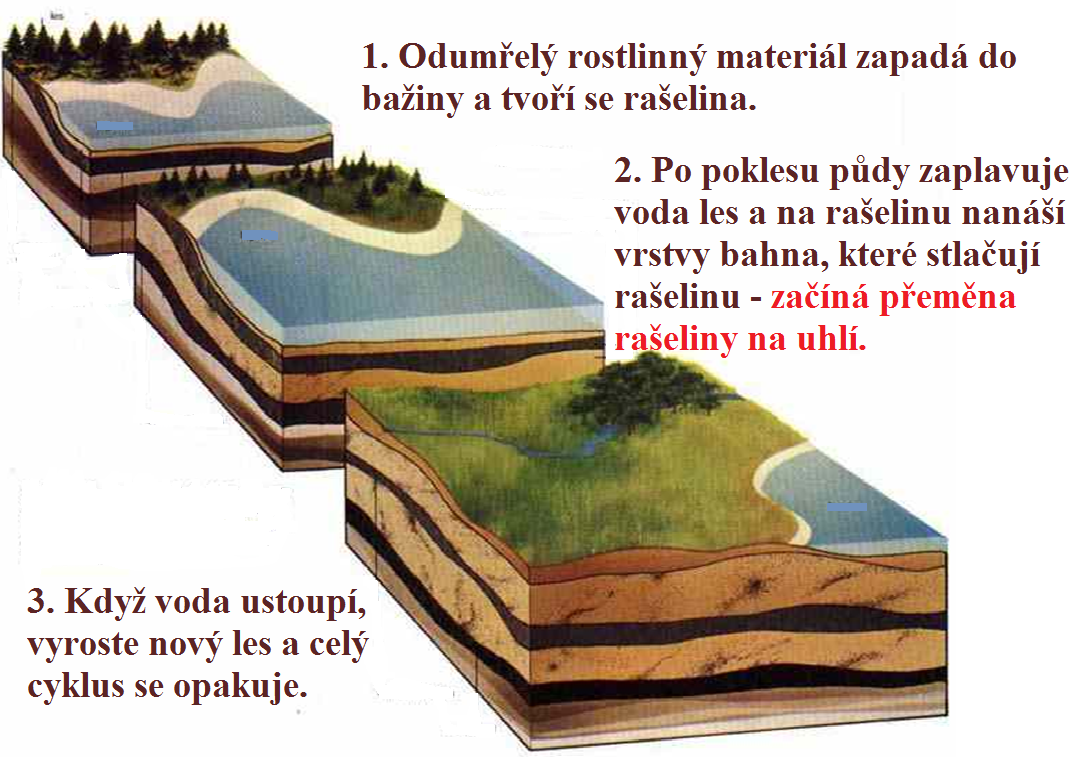 les
1. Odumřelý rostlinný materiál zapadá do
bažiny a tvoří se rašelina.
2. Po poklesu půdy zaplavuje
voda les a na rašelinu nanáší
vrstvy bahna, které stlačují
rašelinu - začíná přeměna
rašeliny na uhlí.
3. Když voda ustoupí,
vyroste nový les a celý
cyklus se opakuje.